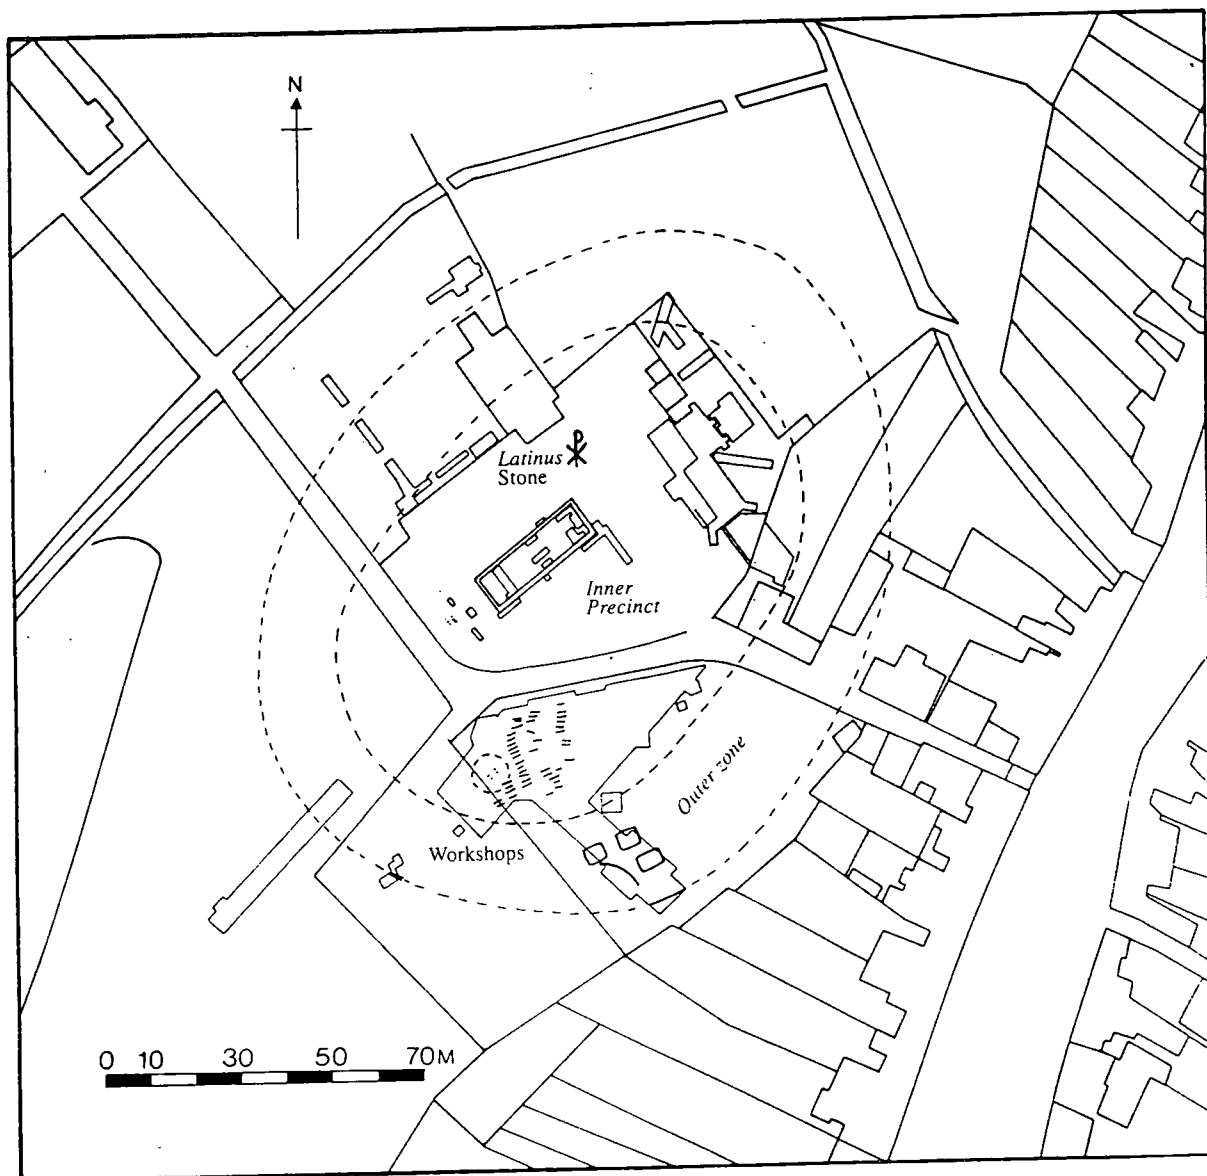 N
Latinus ☧
Stone
Inner
Precinct
Outer zone
Workshops
0 10 30 50 70M